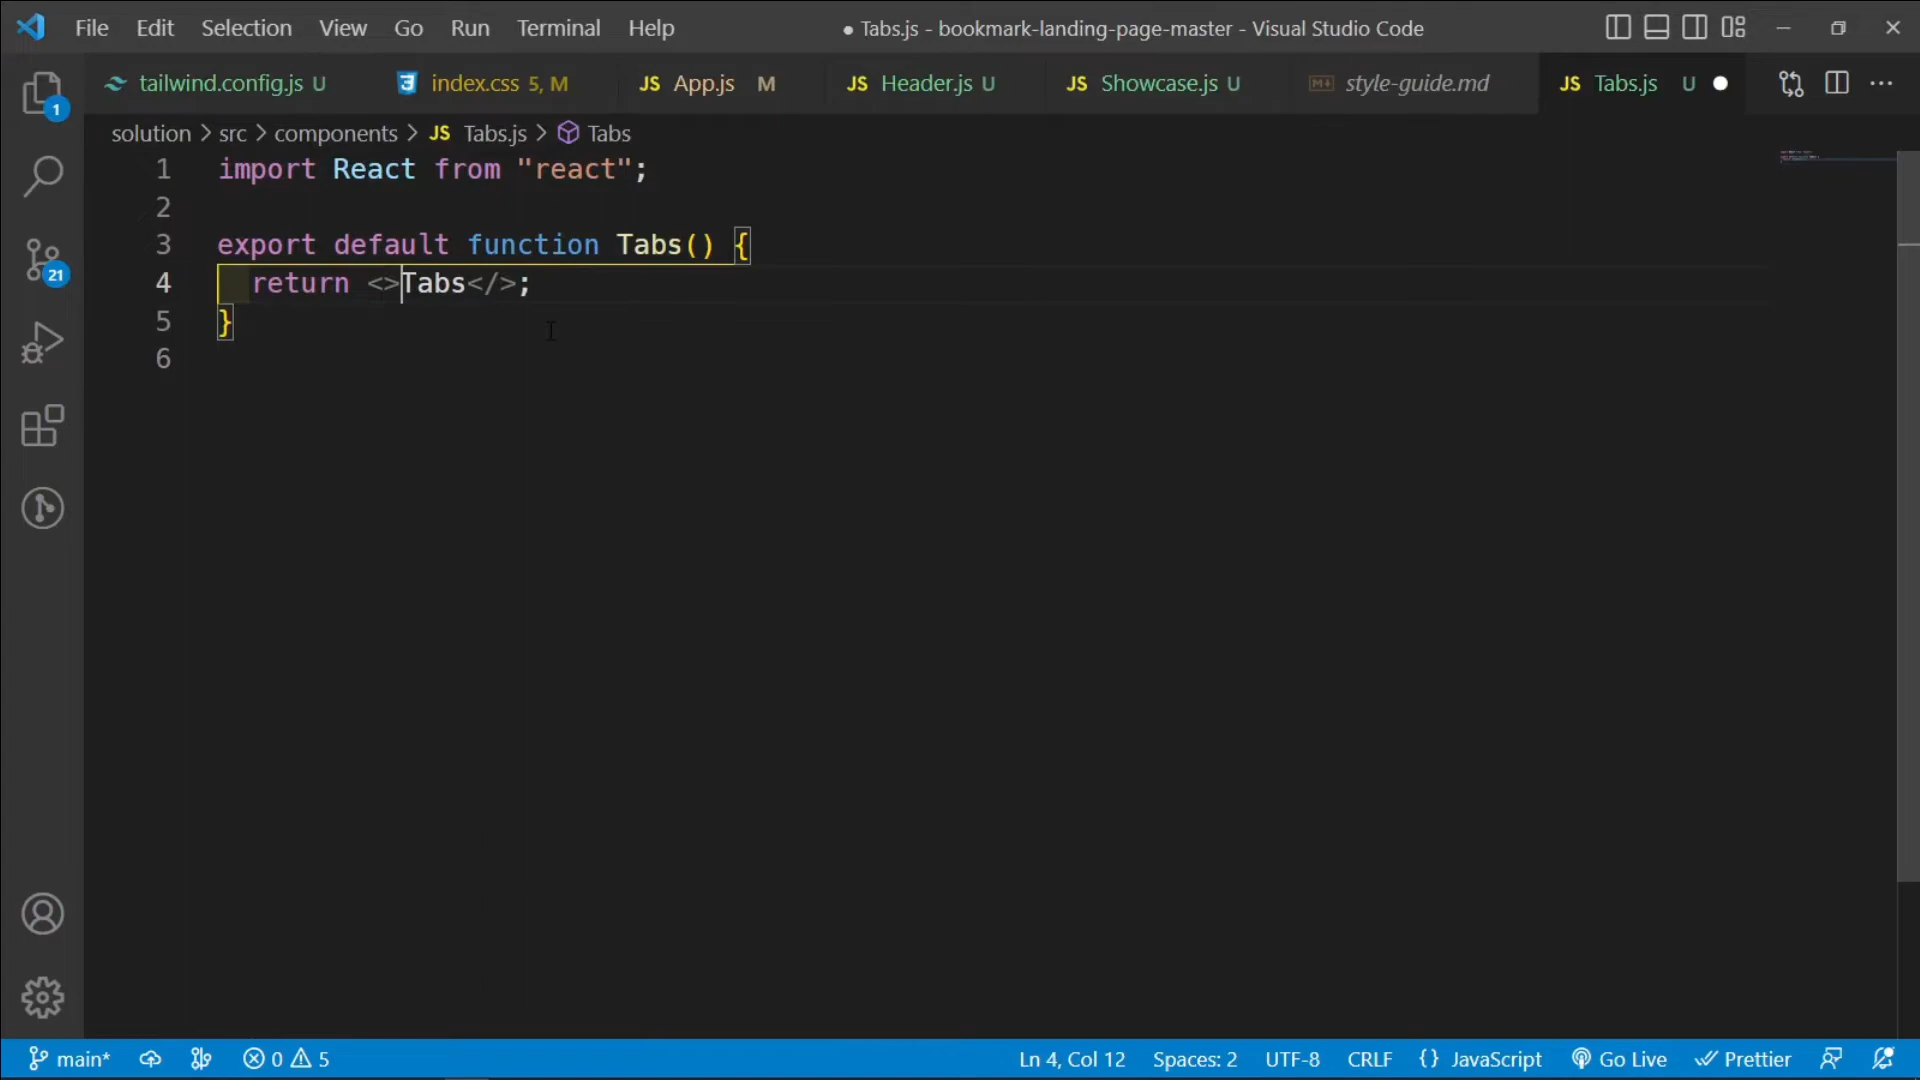 File Edit Selection View Go Run Terminal Help ● Tabs.js - bookmark-landing-page-master - Visual Studio Code
tailwind.config.js U index.css 5, M JS App.js M JS Header.js U JS Showcase.js U style-guide.md JS Tabs.js U
1
solution > src > components > JS Tabs.js > Tabs
1 import React from "react";
2
3 export default function Tabs() {
4 return <>Tabs</>;
5 }
6
21
main* 0 5 Ln 4, Col 12 Spaces: 2 UTF-8 CRLF {} JavaScript Go Live Prettier